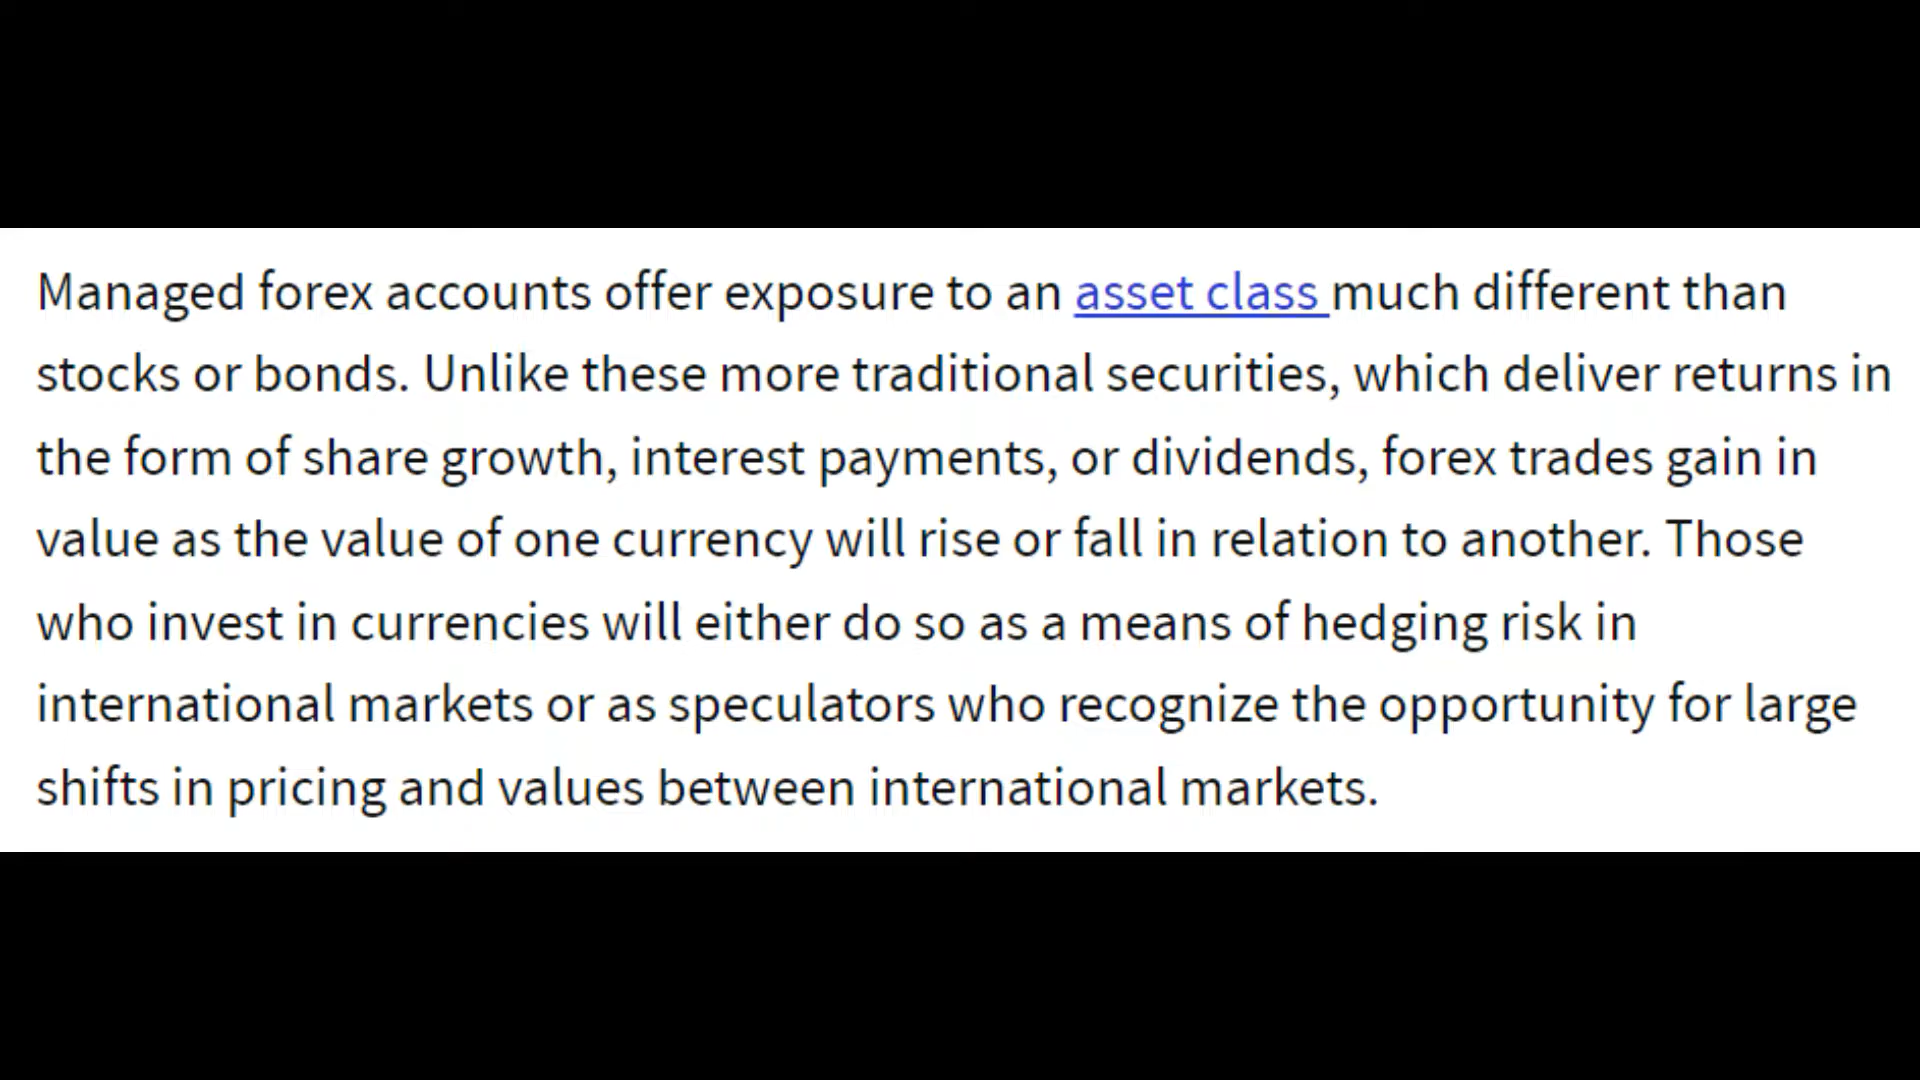 Managed forex accounts offer exposure to an asset class much different than
stocks or bonds. Unlike these more traditional securities, which deliver returns in
the form of share growth, interest payments, or dividends, forex trades gain in
value as the value of one currency will rise or fall in relation to another. Those
who invest in currencies will either do so as a means of hedging risk in
international markets or as speculators who recognize the opportunity for large
shifts in pricing and values between international markets.